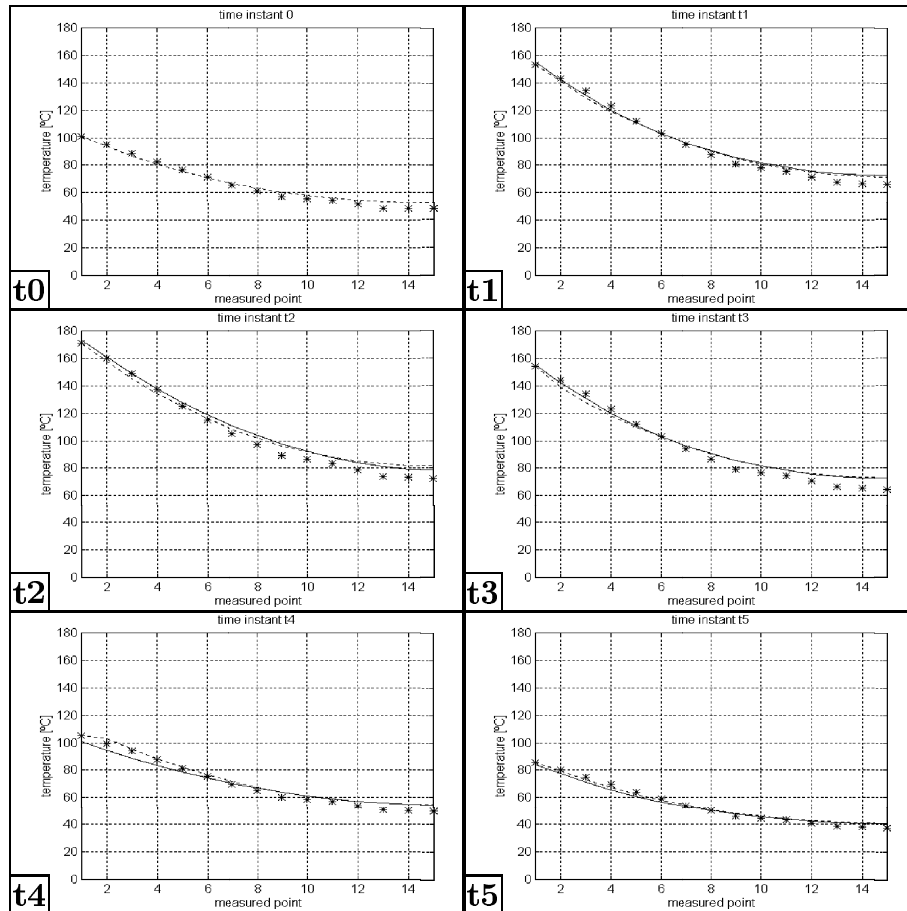 time instant 0
180
160
140
120
100
80
60
40
20
0
temperature [ºC]
2 4 6 8 10 12 14
measured point
t0
time instant t1
180
160
140
120
100
80
60
40
20
0
temperature [ºC]
2 4 6 8 10 12 14
measured point
t1
time instant t2
180
160
140
120
100
80
60
40
20
0
temperature [ºC]
2 4 6 8 10 12 14
measured point
t2
time instant t3
180
160
140
120
100
80
60
40
20
0
temperature [ºC]
2 4 6 8 10 12 14
measured point
t3
time instant t4
180
160
140
120
100
80
60
40
20
0
temperature [ºC]
2 4 6 8 10 12 14
measured point
t4
time instant t5
180
160
140
120
100
80
60
40
20
0
temperature [ºC]
2 4 6 8 10 12 14
measured point
t5